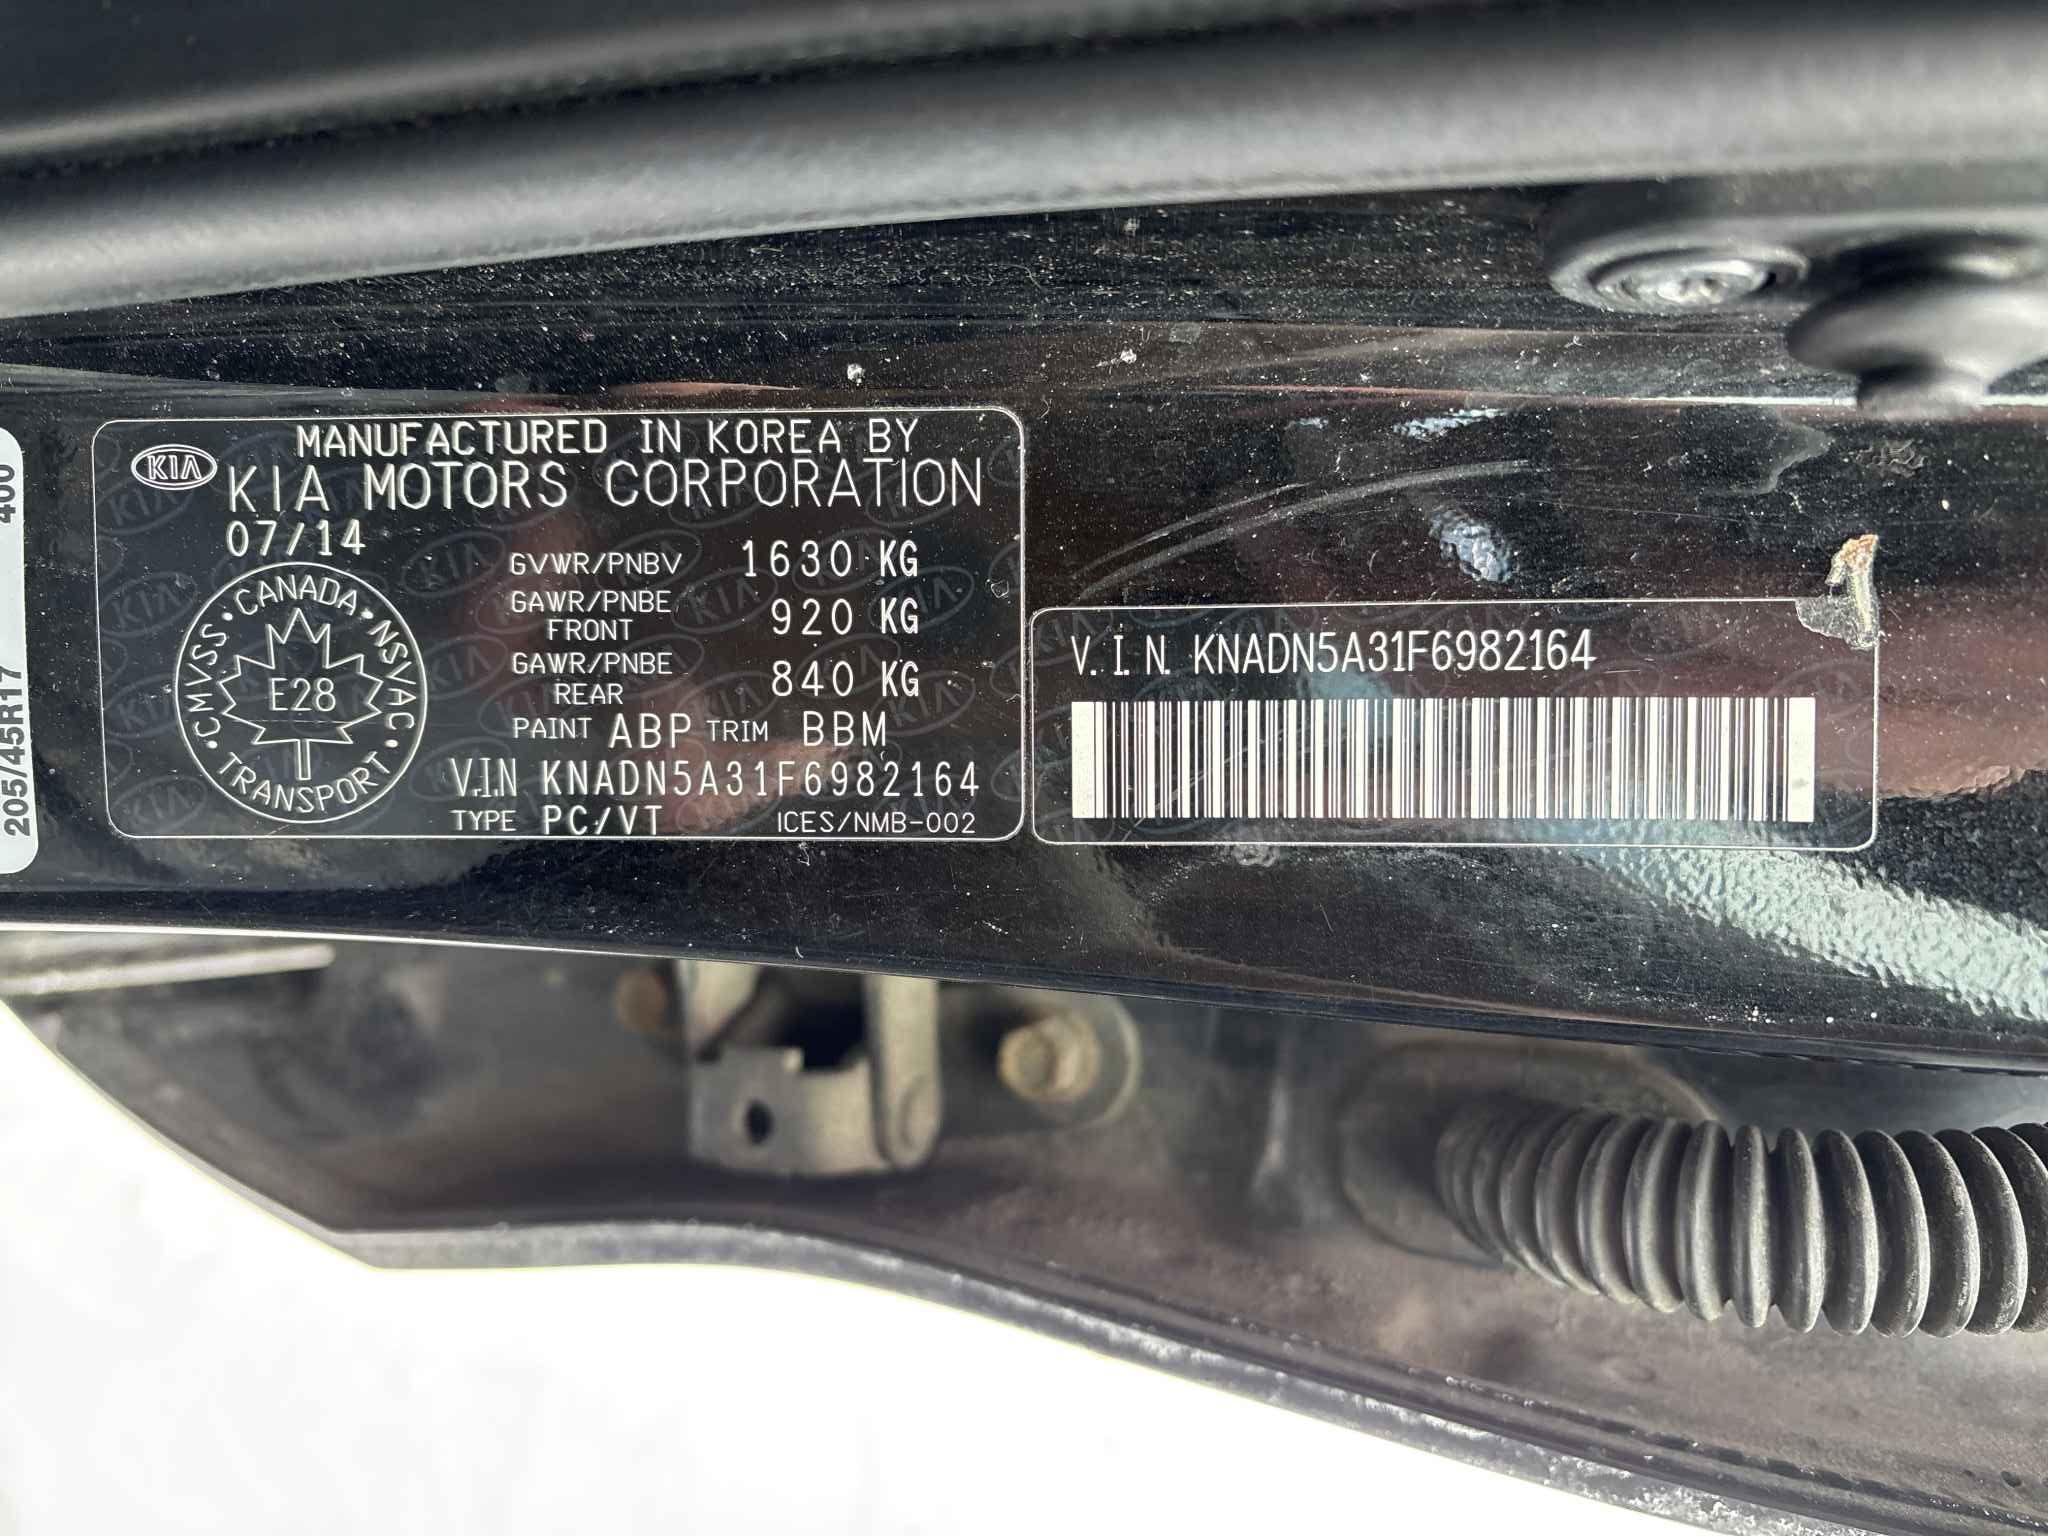 KIA
MANUFACTURED IN KOREA BY
KIA MOTORS CORPORATION
07/14
GVWR/PNBV 1630 KG
GAWR/PNBE FRONT 920 KG
GAWR/PNBE REAR 840 KG
PAINT ABP TRIM BBM
V.I.N KNADN5A31F6982164
TYPE PC/VT ICES/NMB-002
CANADA · NSVAC · TRANSPORT · CMVSS ·
E28
V.I.N. KNADN5A31F6982164
205/45R17 400